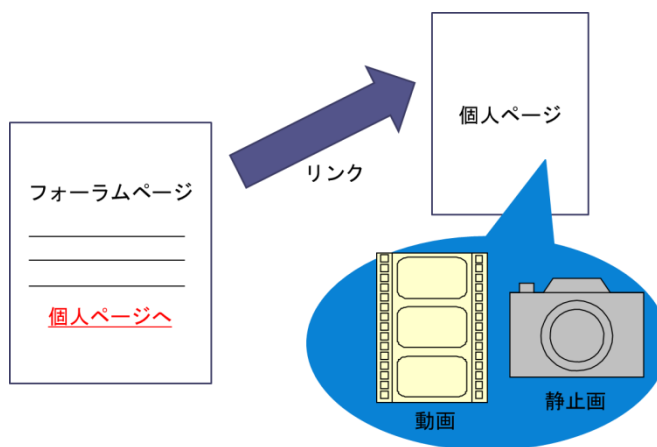 個人ページ
リンク
フォーラムページ
個人ページへ
動画
静止画